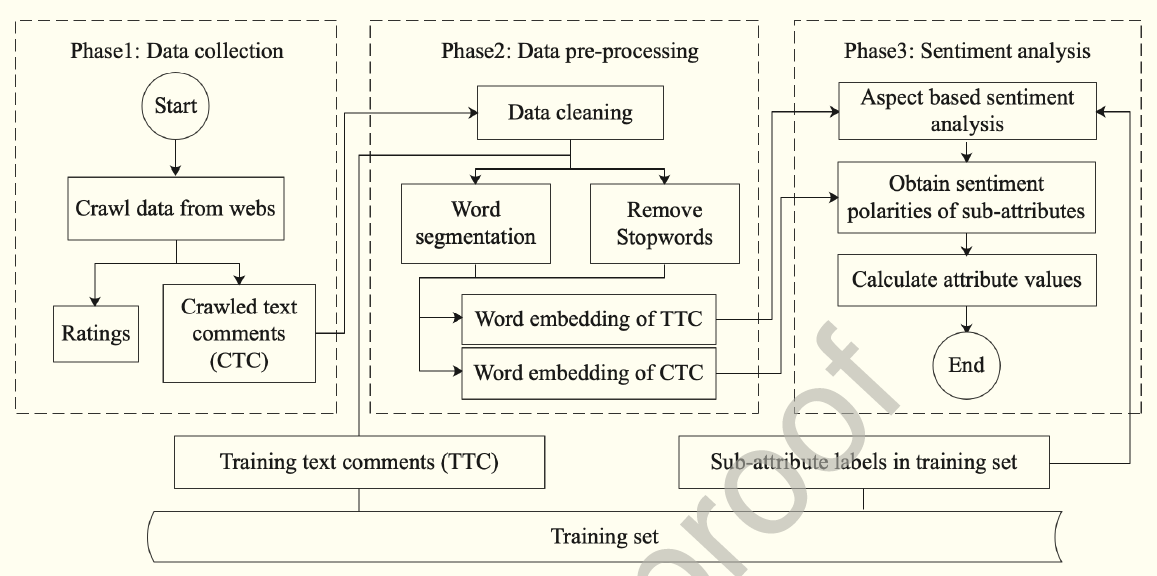 Phase1: Data collection
Start
Crawl data from webs
Ratings
Crawled text
comments
(CTC)
Phase2: Data pre-processing
Data cleaning
Word
segmentation
Remove
Stopwords
Word embedding of TTC
Word embedding of CTC
Phase3: Sentiment analysis
Aspect based sentiment
analysis
Obtain sentiment
polarities of sub-attributes
Calculate attribute values
End
Training text comments (TTC)
Sub-attribute labels in training set
Training set
proof